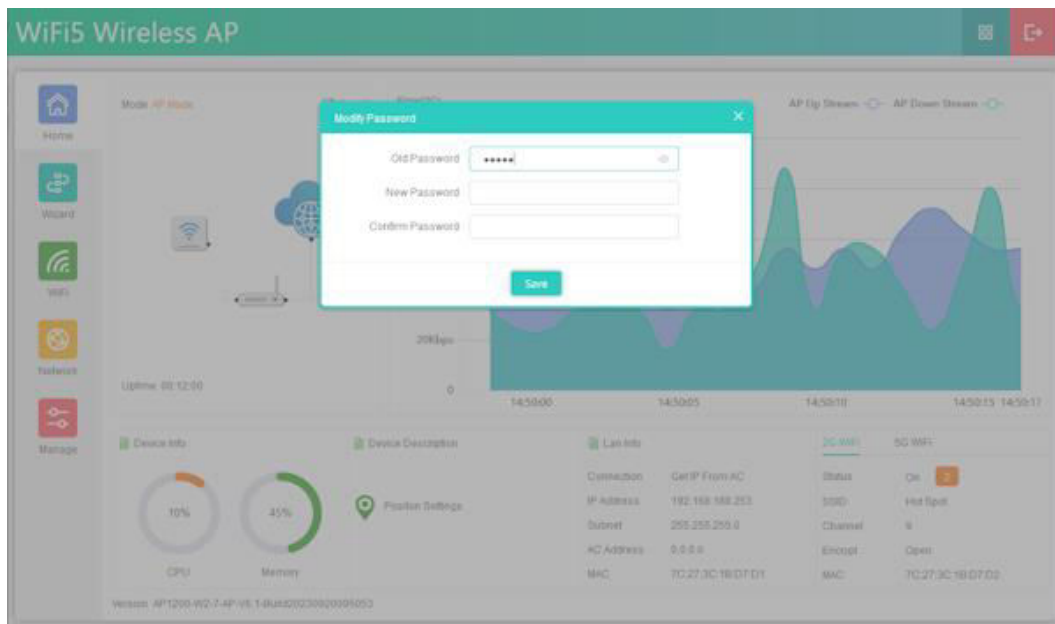 WiFi5 Wireless AP
Home
Wizard
WiFi
Network
Manage
Mode AP Mode
AP Up Stream
AP Down Stream
Modify Password
Old Password
New Password
Confirm Password
Save
20Kbps
0
14:50:00
14:50:05
14:50:10
14:50:15
14:50:17
Uptime: 00:12:00
Device Info
10%
CPU
45%
Memory
Device Description
Position Settings
Lan Info
Connection Get IP From AC
IP Address 192.168.188.253
Subnet 255.255.255.0
AC Address 0.0.0.0
MAC
2G WiFi 5G WiFi
Status On 2
SSID Hot Spot
Channel
Encrypt Open
MAC
Version: